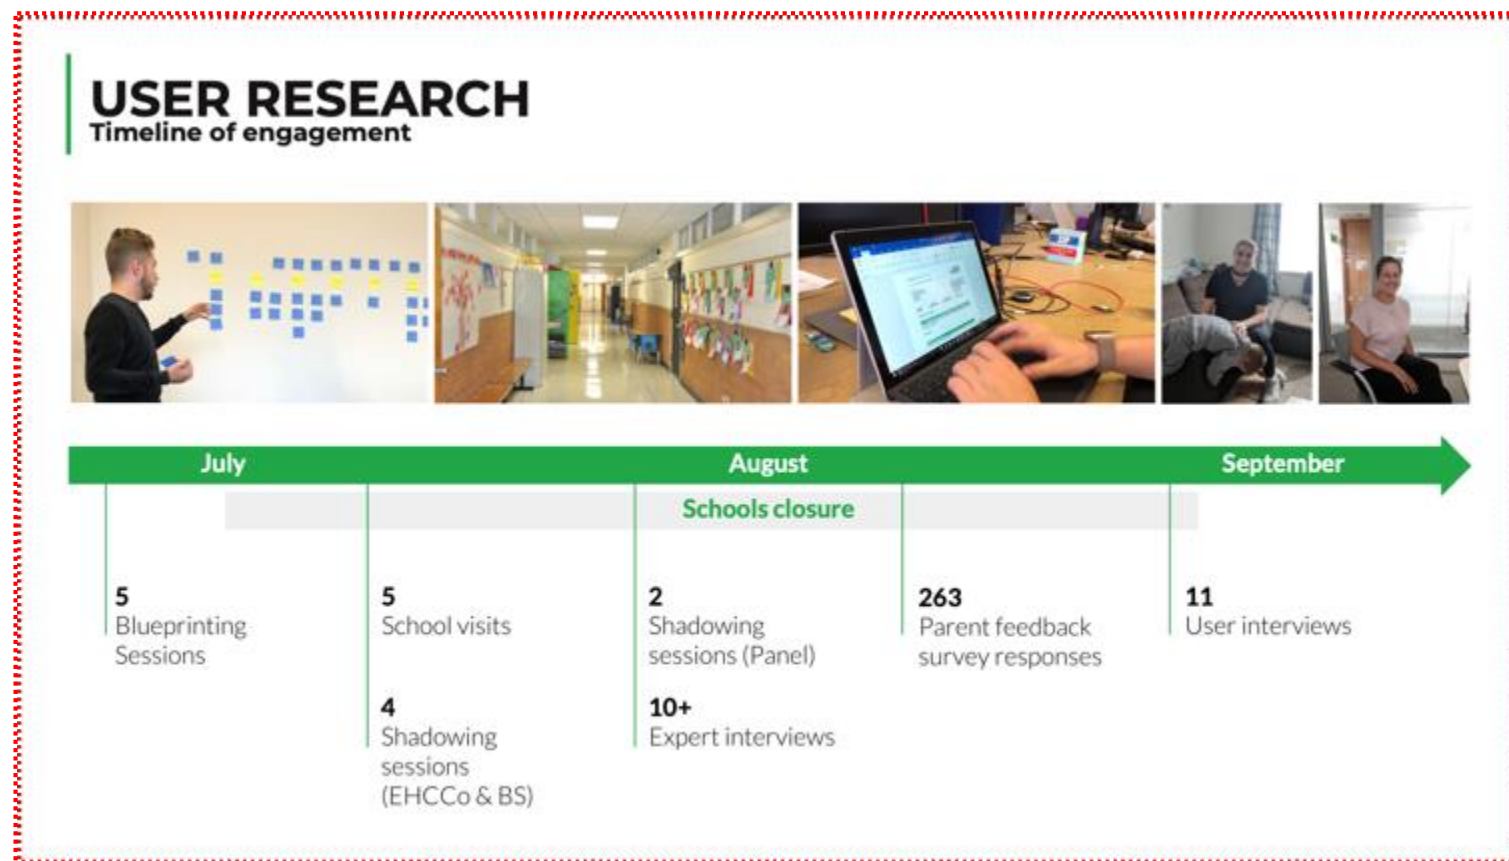 USER RESEARCH
Timeline of engagement
July
August
September
Schools closure
5
Blueprinting
Sessions
5
School visits
4
Shadowing
sessions
(EHCCo & BS)
2
Shadowing
sessions (Panel)
10+
Expert interviews
263
Parent feedback
survey responses
11
User interviews